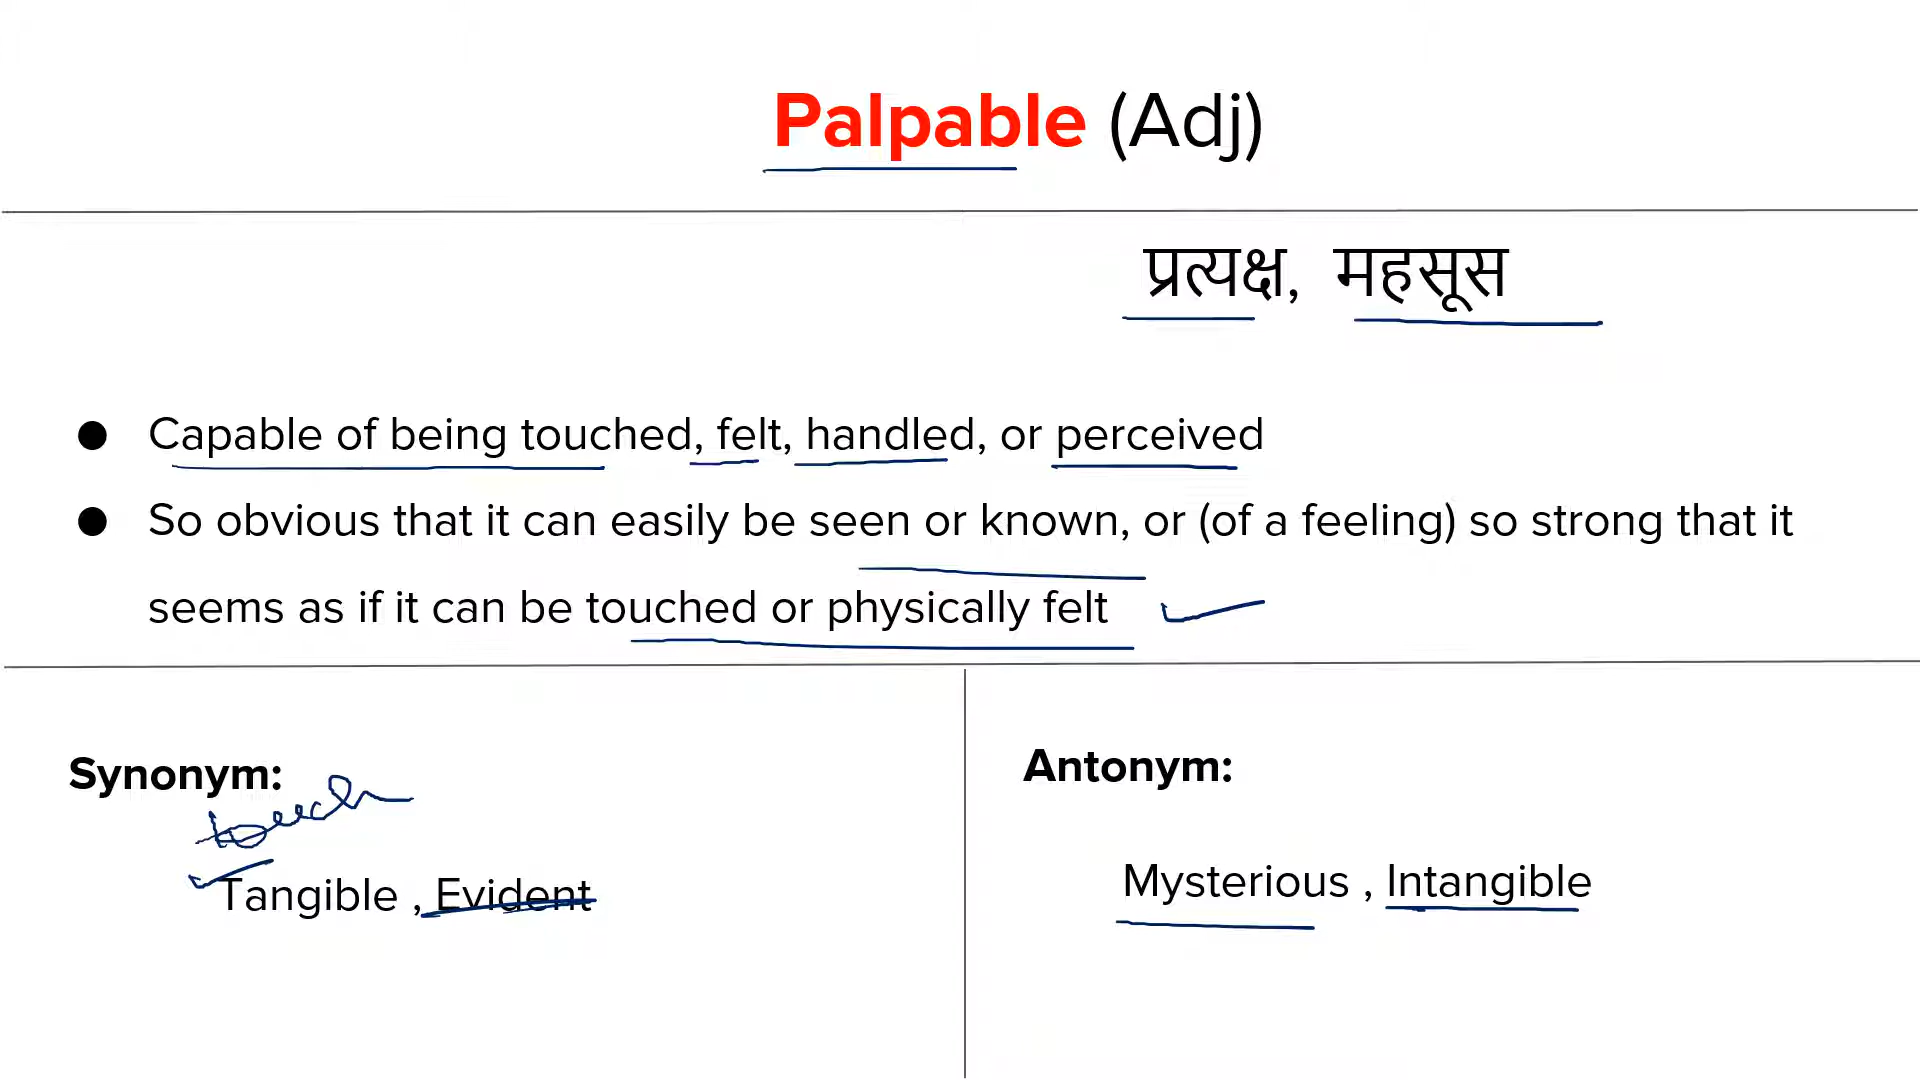 Palpable (Adj)
प्रत्यक्ष, महसूस
● Capable of being touched, felt, handled, or perceived
● So obvious that it can easily be seen or known, or (of a feeling) so strong that it
seems as if it can be touched or physically felt
Synonym:
touch
Tangible , Evident
Antonym:
Mysterious , Intangible